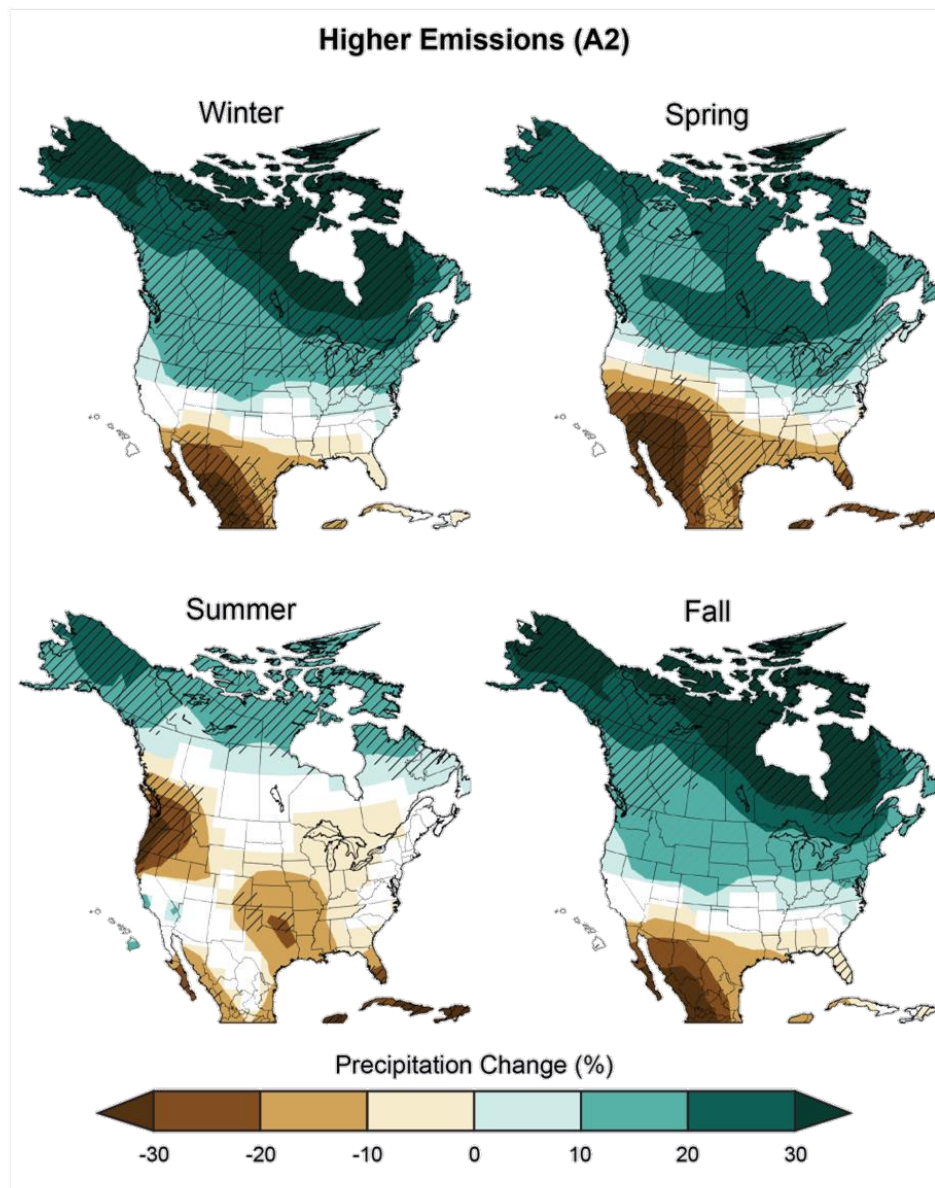 Higher Emissions (A2)
Winter
Spring
Summer
Fall
Precipitation Change (%)
-30 -20 -10 0 10 20 30